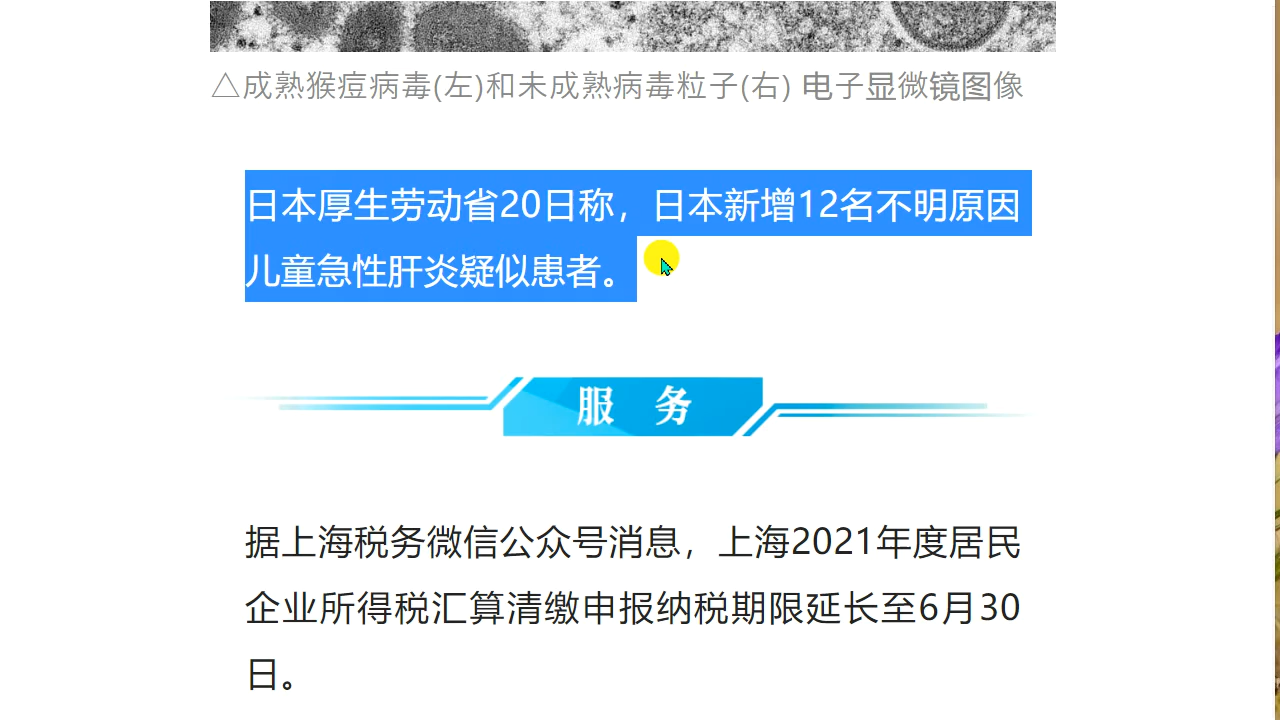 △成熟猴痘病毒(左)和未成熟病毒粒子(右) 电子显微镜图像
日本厚生劳动省20日称，日本新增12名不明原因
儿童急性肝炎疑似患者。
服 务
据上海税务微信公众号消息，上海2021年度居民
企业所得税汇算清缴申报纳税期限延长至6月30
日。